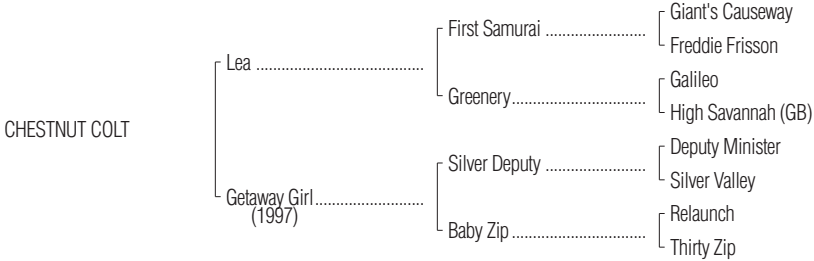 Giant's Causeway
First Samurai ........................
Freddie Frisson
Lea ........................................
Galileo
Greenery................................
High Savannah (GB)
CHESTNUT COLT
Deputy Minister
Silver Deputy ........................
Silver Valley
Getaway Girl..........................
(1997)
Relaunch
Baby Zip ................................
Thirty Zip